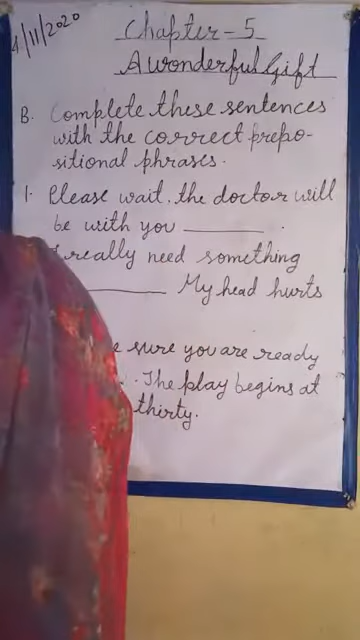 4/11/2020
Chapter-5
A wonderful Gift
B. Complete these sentences
with the correct prepo-
sitional phrases.
1. Please wait, the doctor will
be with you ________ .
I really need something
________ My head hurts
sure you are ready
. The play begins at
thirty.